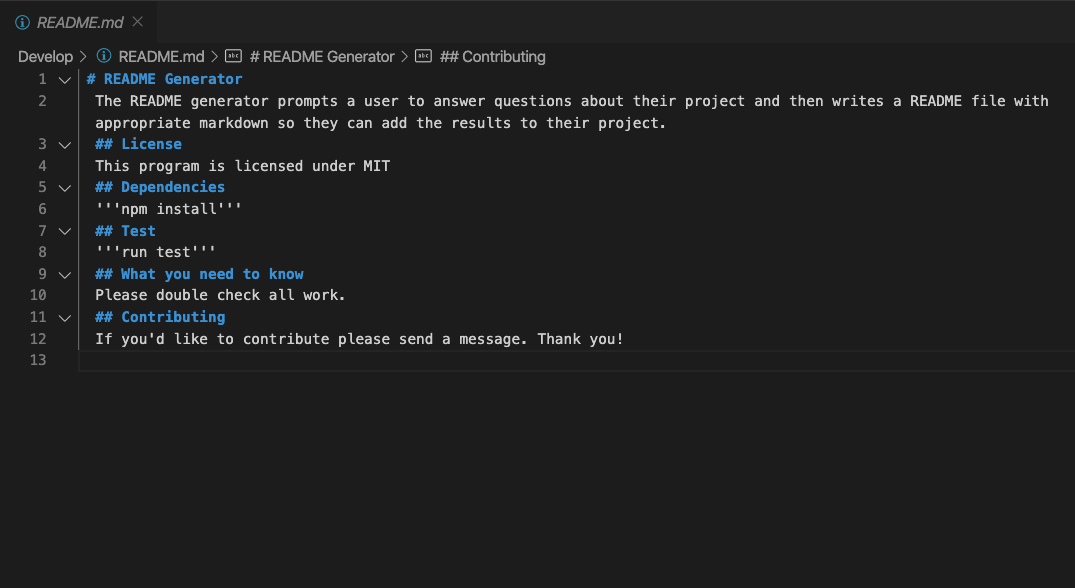 README.md
Develop > README.md > # README Generator > ## Contributing
1 # README Generator
2 The README generator prompts a user to answer questions about their project and then writes a README file with
appropriate markdown so they can add the results to their project.
3 ## License
4 This program is licensed under MIT
5 ## Dependencies
6 '''npm install'''
7 ## Test
8 '''run test'''
9 ## What you need to know
10 Please double check all work.
11 ## Contributing
12 If you'd like to contribute please send a message. Thank you!
13